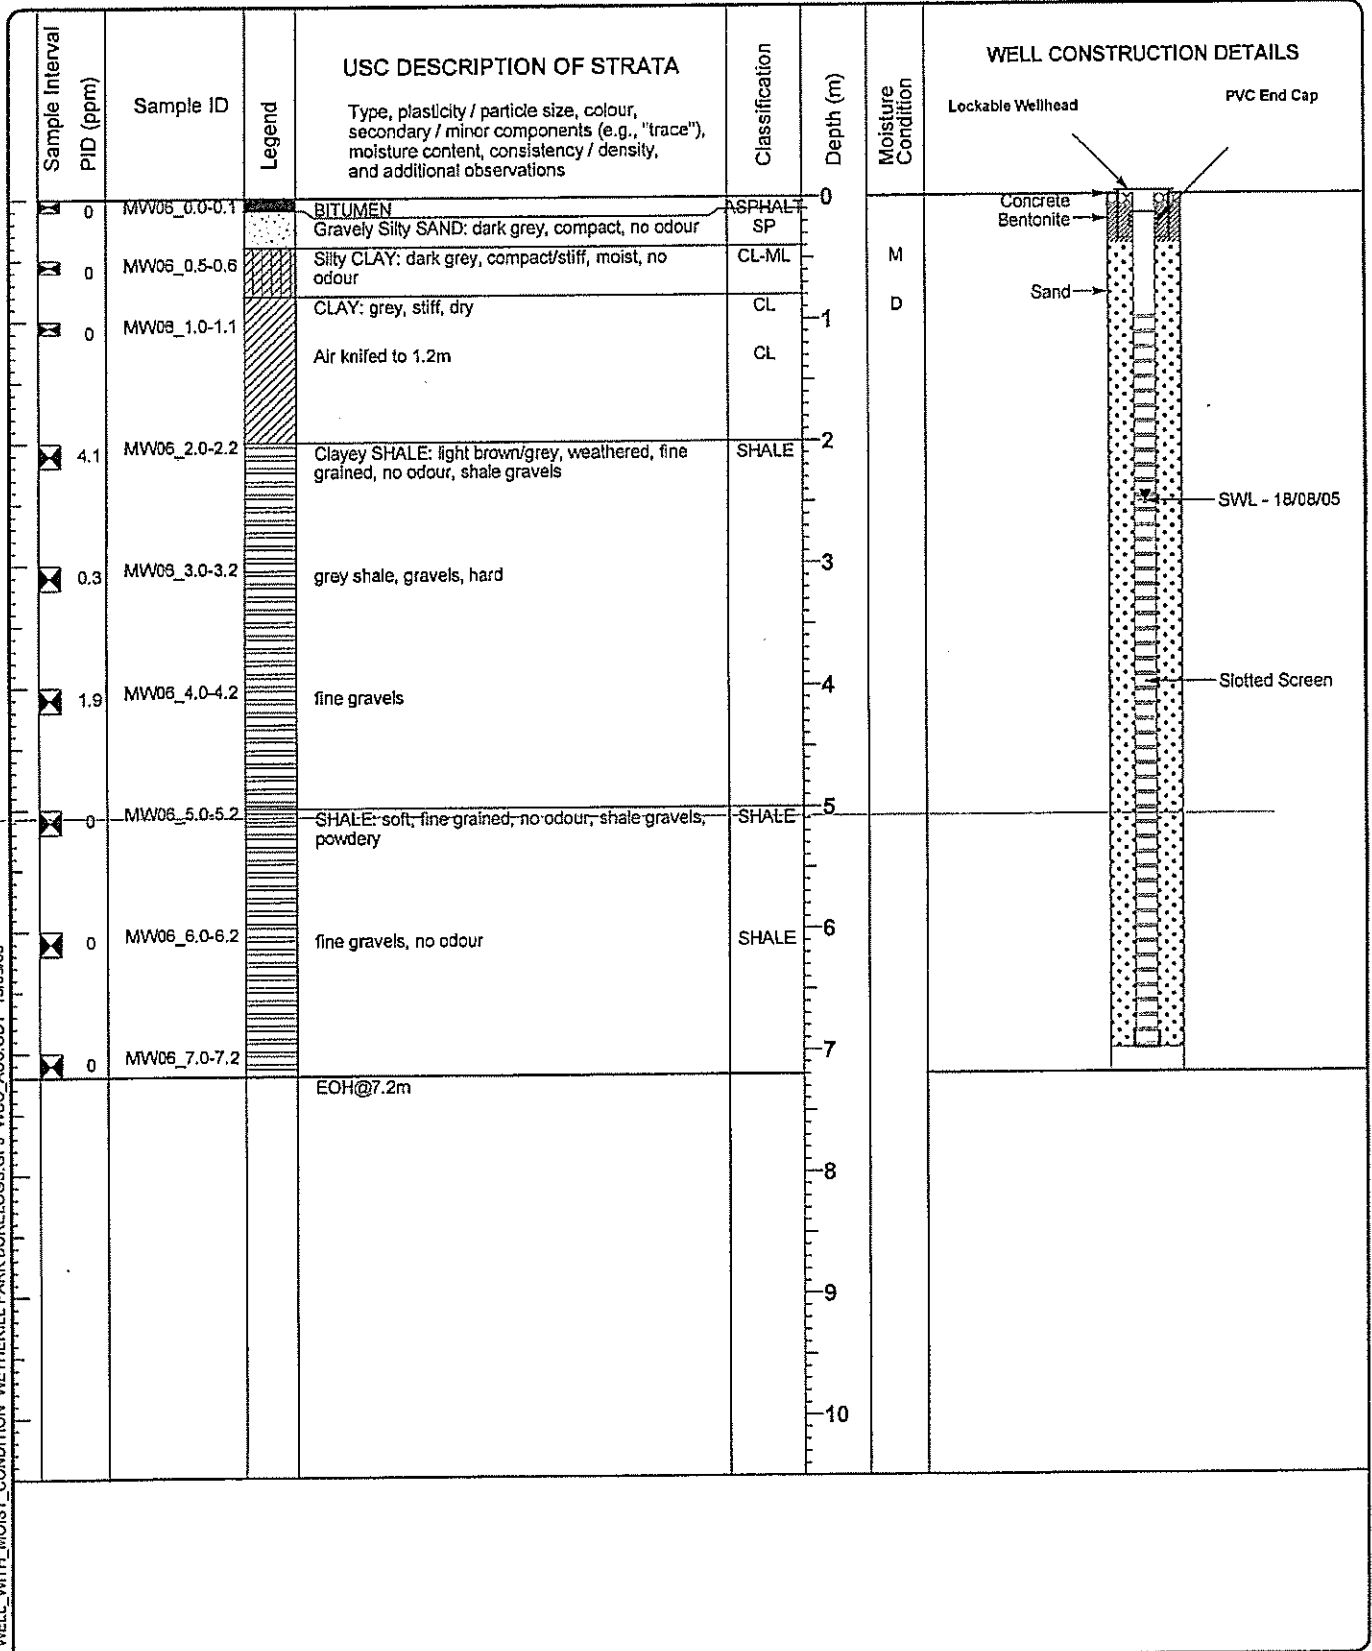 Sample Interval
PID (ppm)
Sample ID
Legend
USC DESCRIPTION OF STRATA
Type, plasticity / particle size, colour,
secondary / minor components (e.g., "trace"),
moisture content, consistency / density,
and additional observations
Classification
Depth (m)
Moisture
Condition
WELL CONSTRUCTION DETAILS
Lockable Wellhead
PVC End Cap
0 MW06_0.0-0.1 BITUMEN ASPHALT 0
Concrete
Gravely Silty SAND: dark grey, compact, no odour SP
Bentonite
0 MW06_0.5-0.6 Silty CLAY: dark grey, compact/stiff, moist, no CL-ML M
odour
Sand
CLAY: grey, stiff, dry CL D
0 MW06_1.0-1.1 1
Air knifed to 1.2m CL
2
4.1 MW06_2.0-2.2 Clayey SHALE: light brown/grey, weathered, fine SHALE
grained, no odour, shale gravels
SWL - 18/08/05
3
0.3 MW06_3.0-3.2 grey shale, gravels, hard
4
1.9 MW06_4.0-4.2 fine gravels
Slotted Screen
5
0 MW06_5.0-5.2 SHALE: soft, fine grained, no odour, shale gravels, SHALE
powdery
6
0 MW06_6.0-6.2 fine gravels, no odour SHALE
7
0 MW06_7.0-7.2
EOH@7.2m
8
9
10
WELL_WITH_MOIST_CONDITION WETHERILL PARK BORELOGS.GPJ